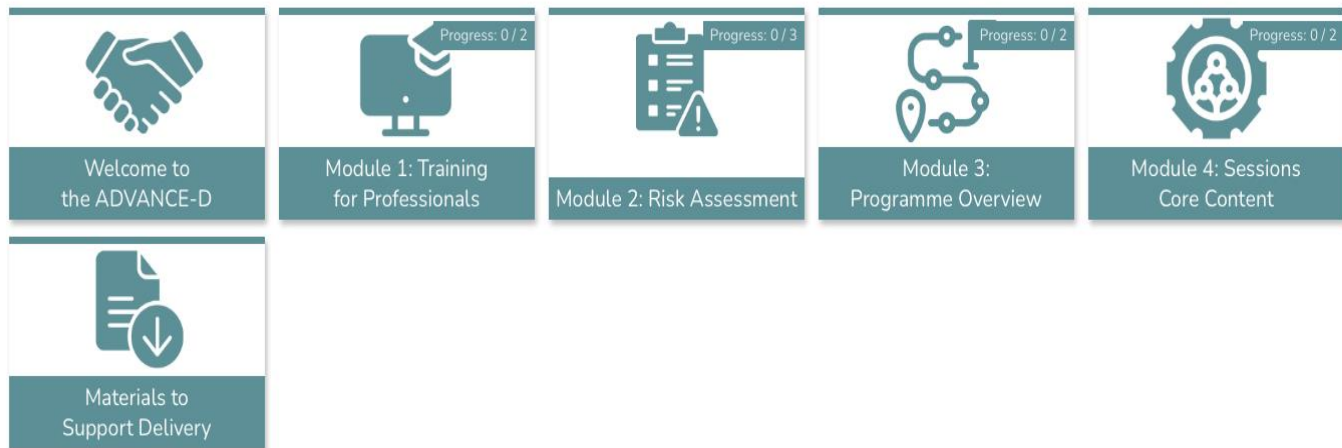 Welcome to
the ADVANCE-D
Progress: 0 / 2
Module 1: Training
for Professionals
Progress: 0 / 3
Module 2: Risk Assessment
Progress: 0 / 2
Module 3:
Programme Overview
Progress: 0 / 2
Module 4: Sessions
Core Content
Materials to
Support Delivery